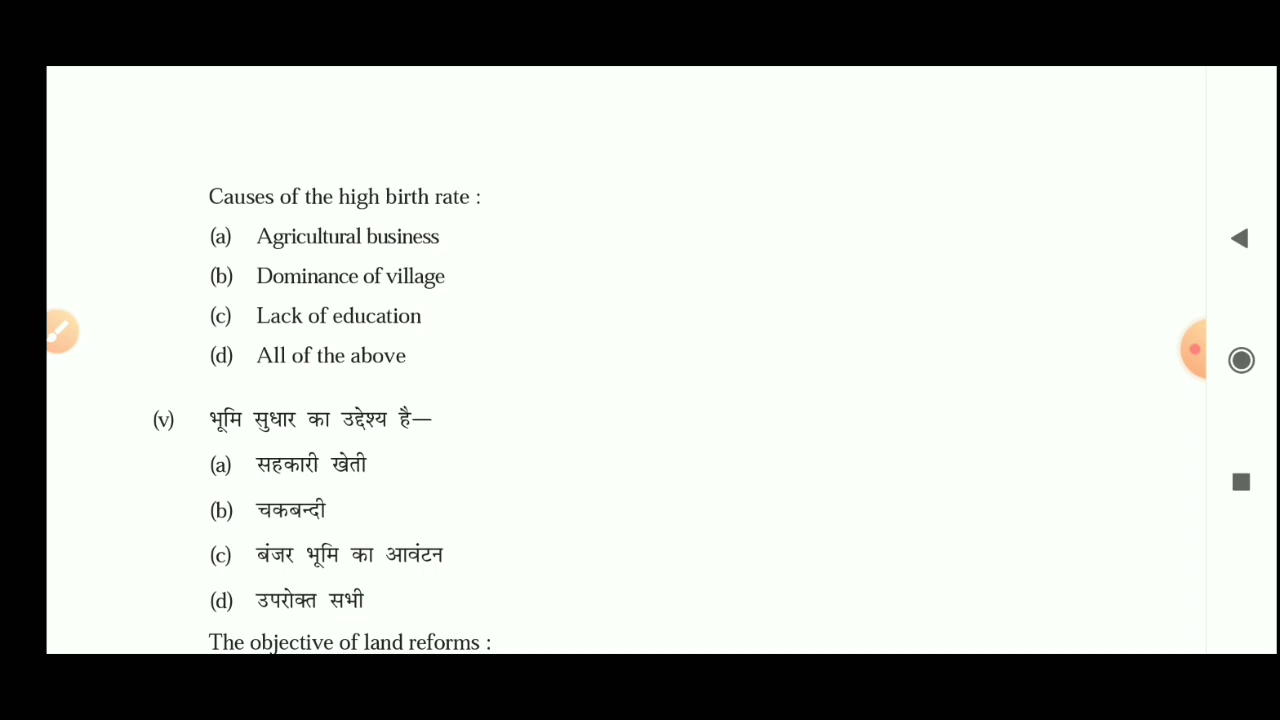 Causes of the high birth rate :
(a) Agricultural business
(b) Dominance of village
(c) Lack of education
(d) All of the above
(v) भूमि सुधार का उद्देश्य है—
(a) सहकारी खेती
(b) चकबन्दी
(c) बंजर भूमि का आवंटन
(d) उपरोक्त सभी
The objective of land reforms :